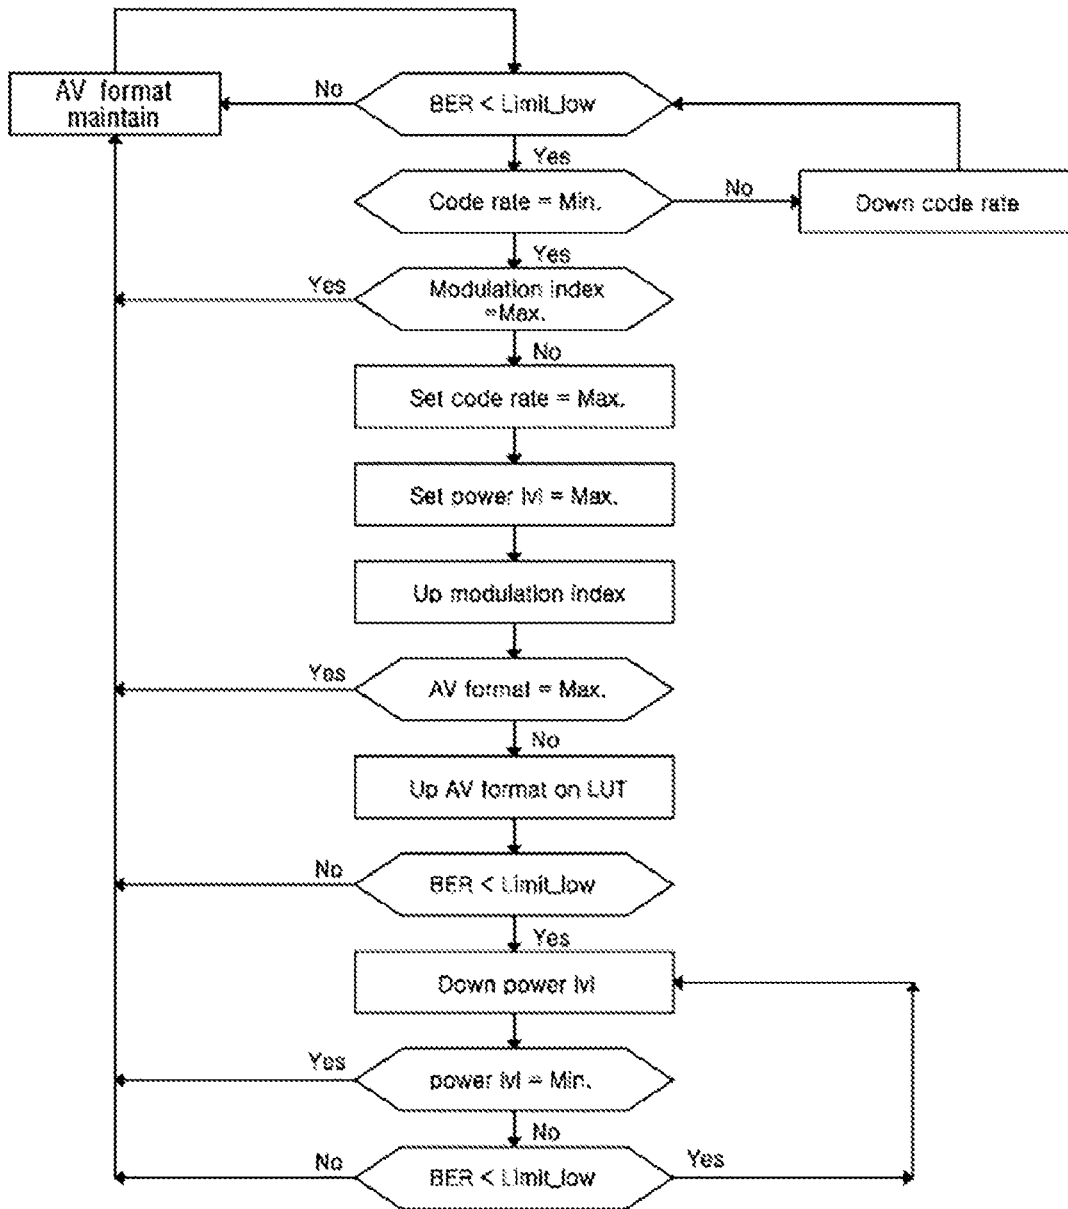 AV format
maintain
No
BER < Limit_low
Yes
Code rate = Min.
No
Down code rate
Yes
Yes
Modulation index
=Max.
No
Set code rate = Max.
Set power lvl = Max.
Up modulation index
Yes
AV format = Max.
No
Up AV format on LUT
No
BER < Limit_low
Yes
Down power lvl
Yes
power lvl = Min.
No
No
BER < Limit_low
Yes